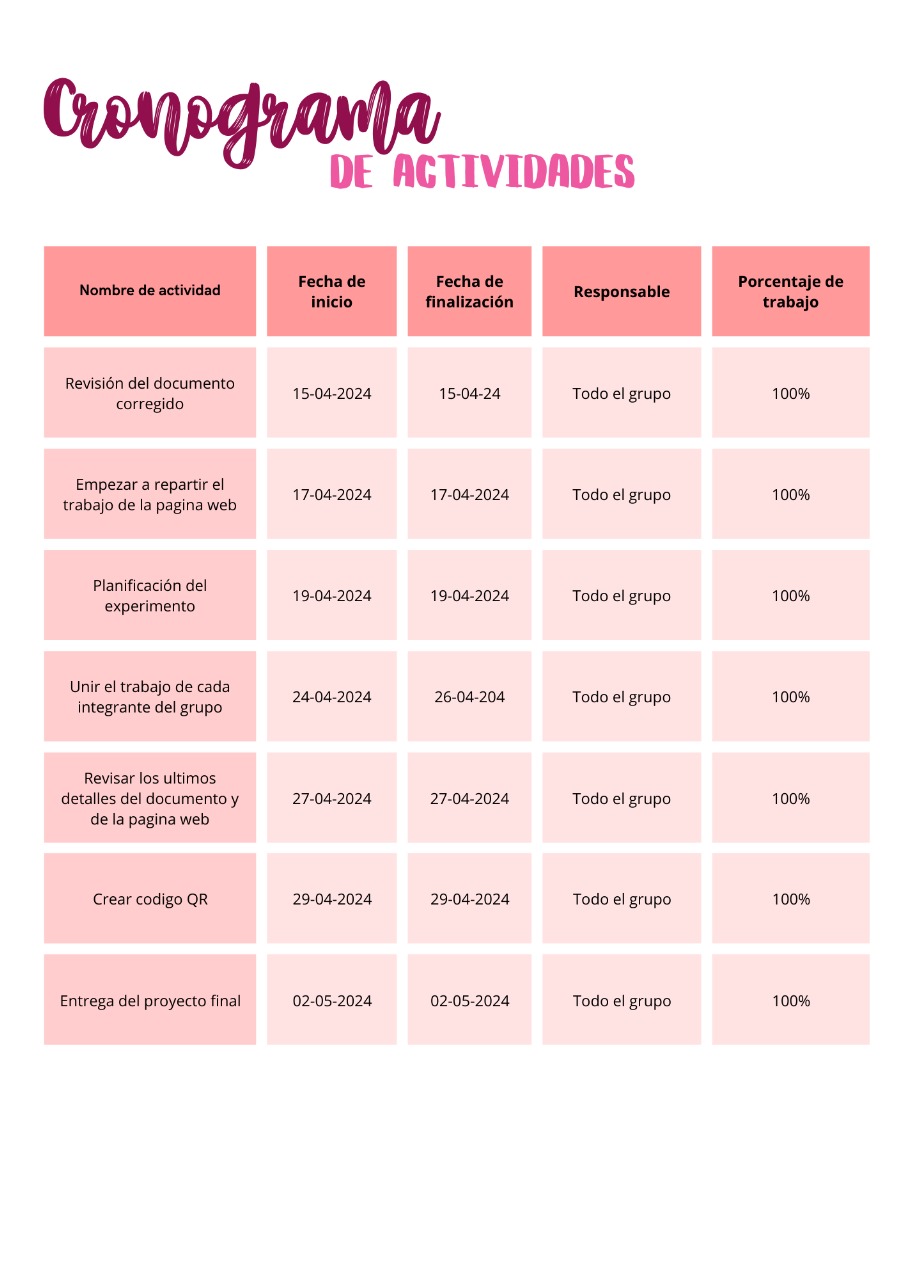 Cronograma
DE ACTIVIDADES
Nombre de actividad
Fecha de
inicio
Fecha de
finalización
Responsable
Porcentaje de
trabajo
Revisión del documento
corregido
15-04-2024
15-04-24
Todo el grupo
100%
Empezar a repartir el
trabajo de la pagina web
17-04-2024
17-04-2024
Todo el grupo
100%
Planificación del
experimento
19-04-2024
19-04-2024
Todo el grupo
100%
Unir el trabajo de cada
integrante del grupo
24-04-2024
26-04-204
Todo el grupo
100%
Revisar los ultimos
detalles del documento y
de la pagina web
27-04-2024
27-04-2024
Todo el grupo
100%
Crear codigo QR
29-04-2024
29-04-2024
Todo el grupo
100%
Entrega del proyecto final
02-05-2024
02-05-2024
Todo el grupo
100%